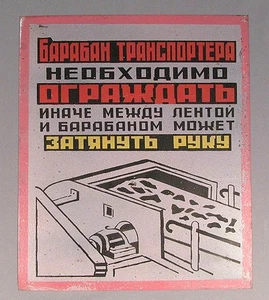 БАРАБАН ТРАНСПОРТЕРА
НЕОБХОДИМО
ОГРАЖДАТЬ
ИНАЧЕ МЕЖДУ ЛЕНТОЙ
И БАРАБАНОМ МОЖЕТ
ЗАТЯНУТЬ РУКУ